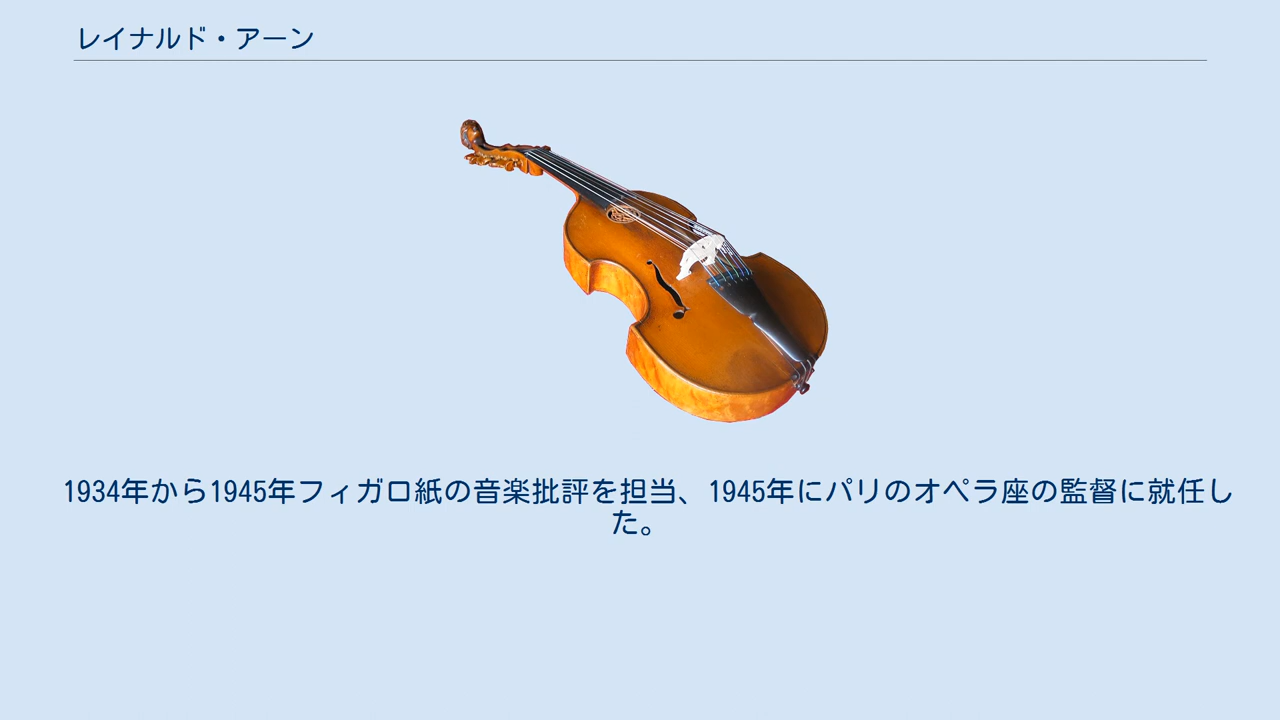 レイナルド・アーン
1934年から1945年フィガロ紙の音楽批評を担当、1945年にパリのオペラ座の監督に就任し
た。